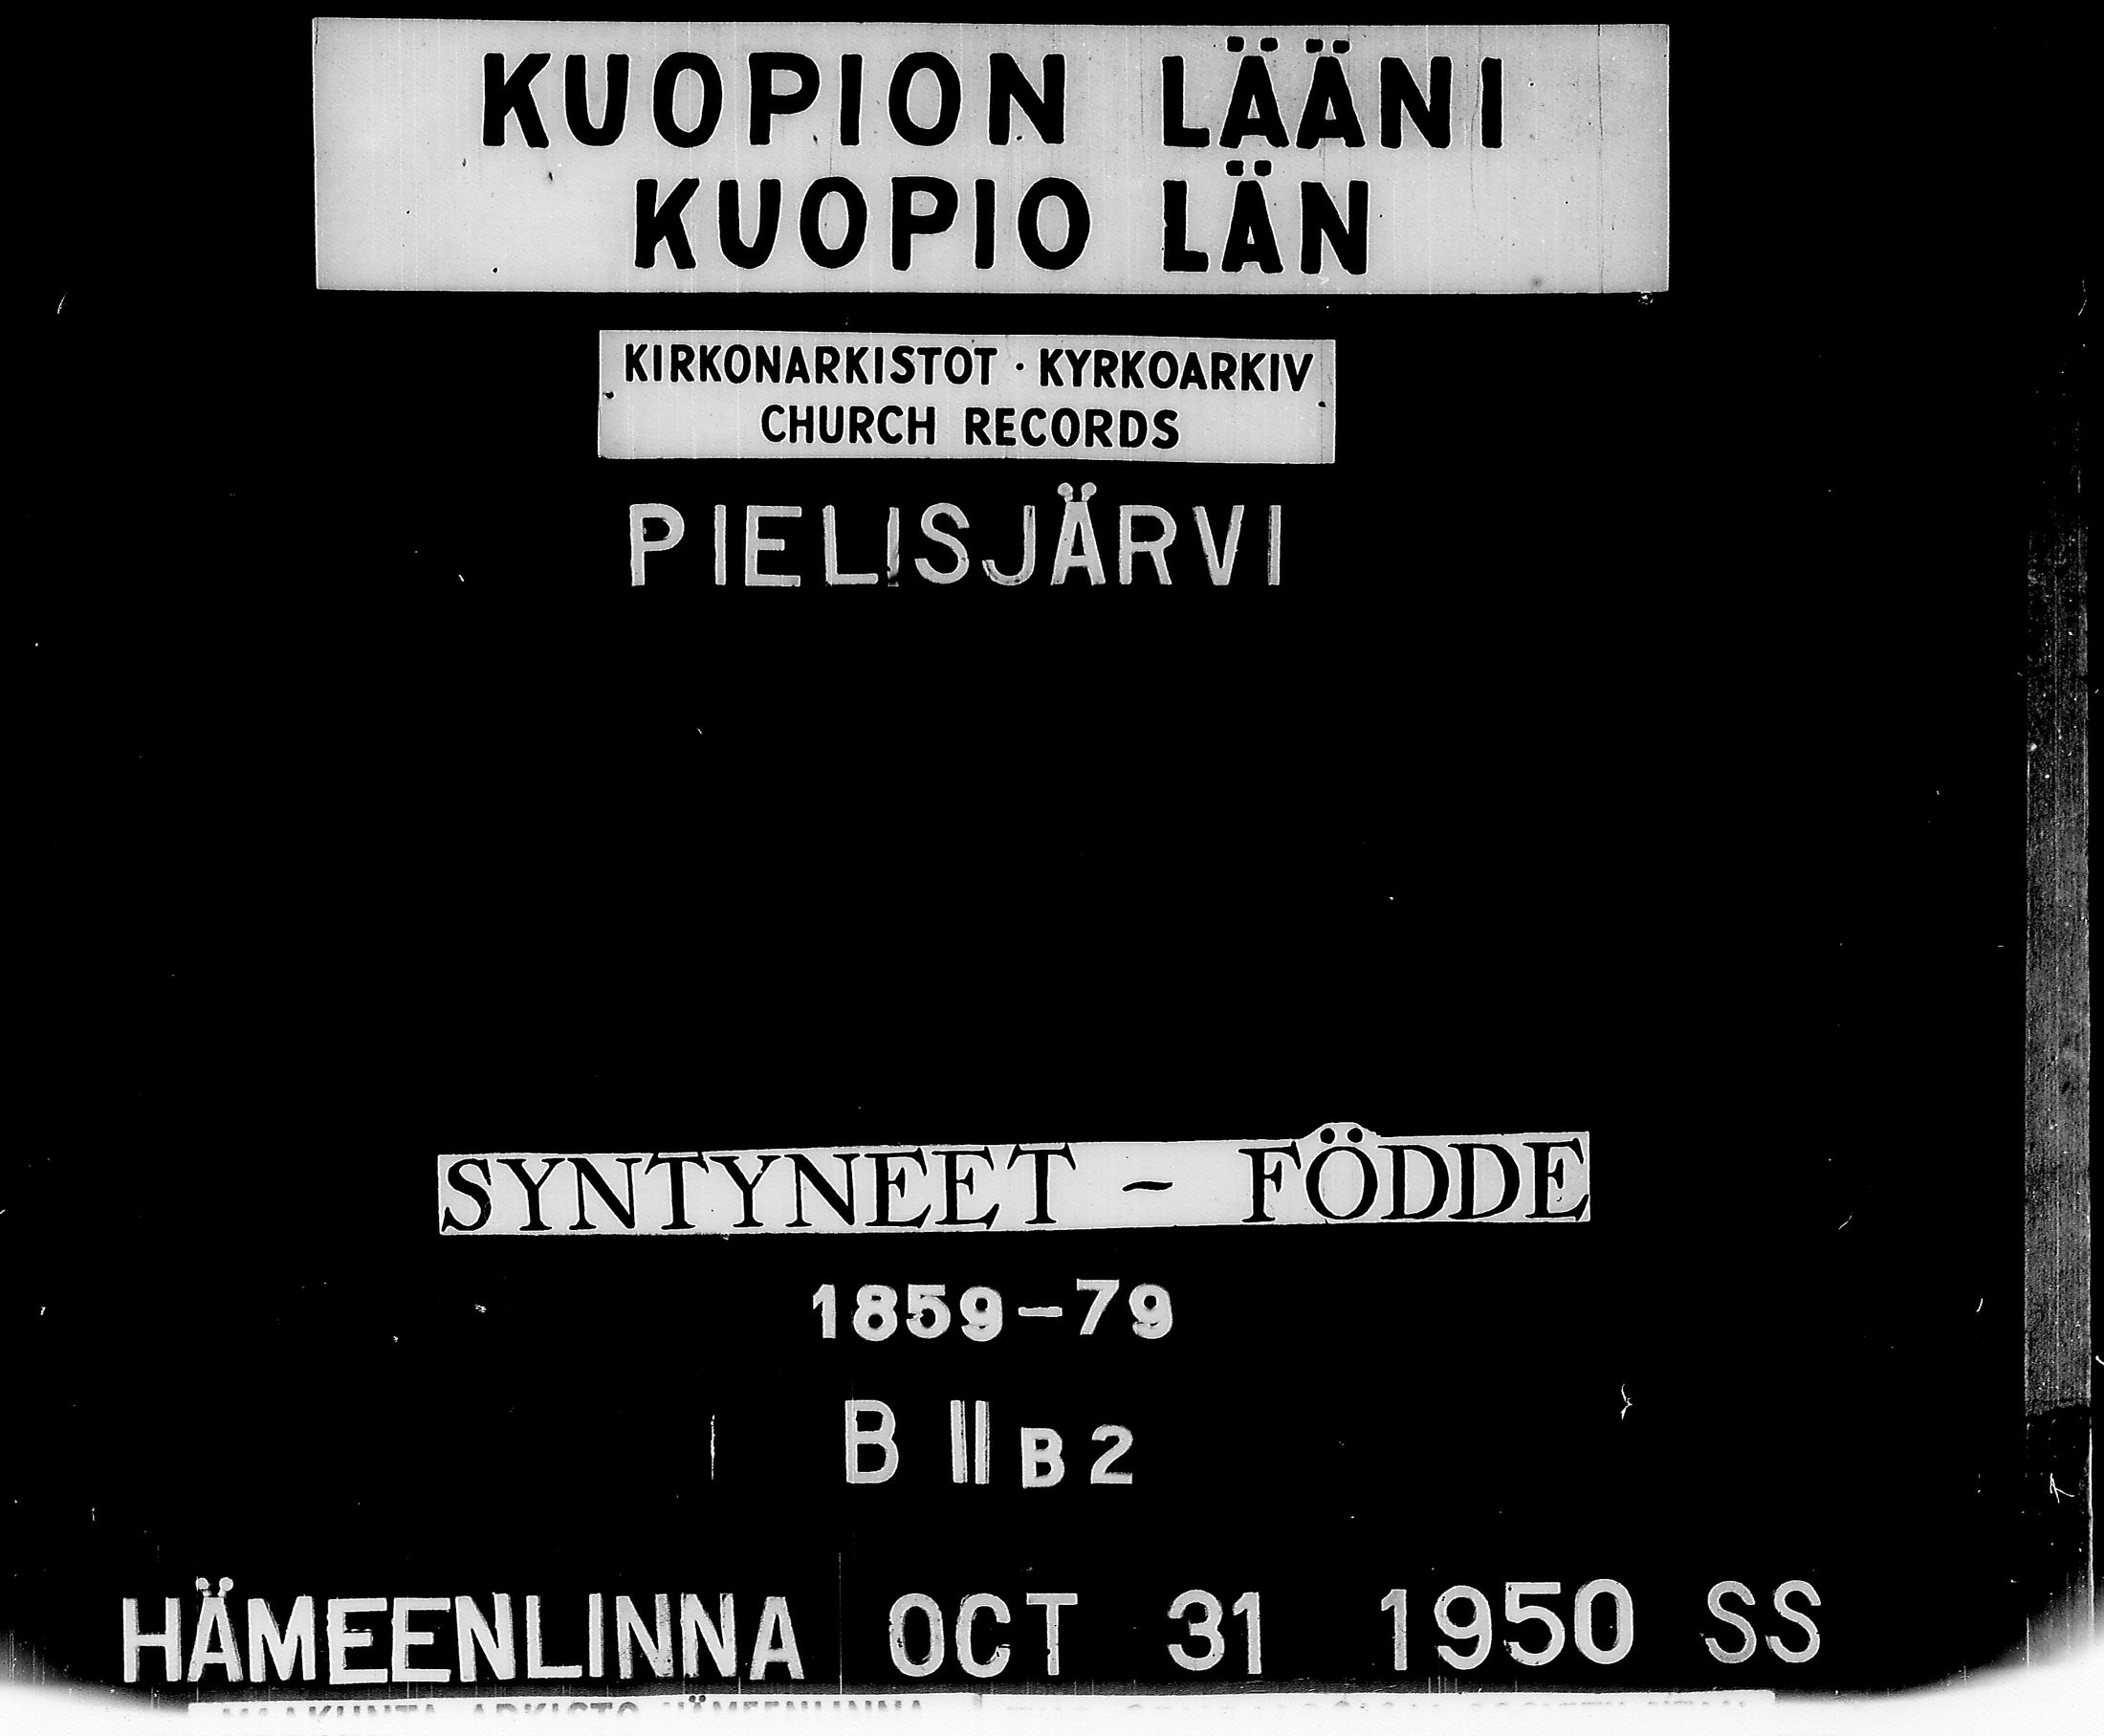 KUOPION LÄÄNI
KUOPIO LÄN
KIRKONARKISTOT · KYRKOARKIV
CHURCH RECORDS
PIELISJÄRVI
SYNTYNEET - FÖDDE
1859-79
B II B 2
HÄMEENLINNA OCT 31 1950 SS